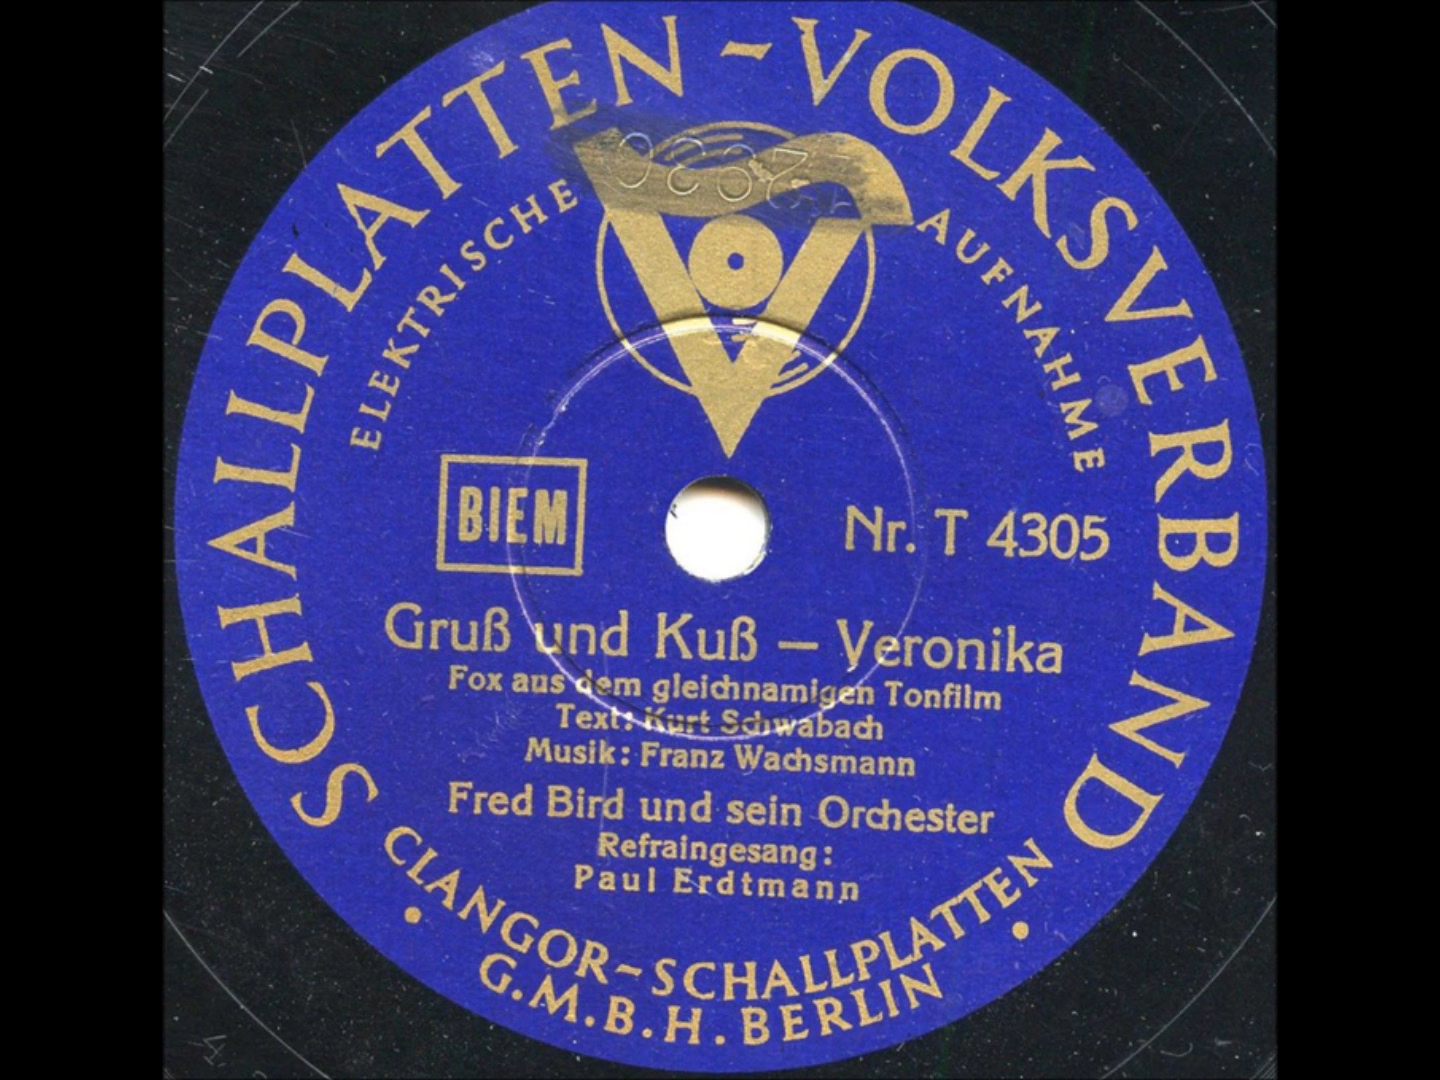 SCHALLPLATTEN-VOLKSVERBAND
ELEKTRISCHE AUFNAHME
BIEM
Nr. T 4305
Gruß und Kuß – Veronika
Fox aus dem gleichnamigen Tonfilm
Text: Kurt Schwabach
Musik: Franz Wachsmann
Fred Bird und sein Orchester
Refraingesang:
Paul Erdtmann
CLANGOR-SCHALLPLATTEN
G.M.B.H. BERLIN